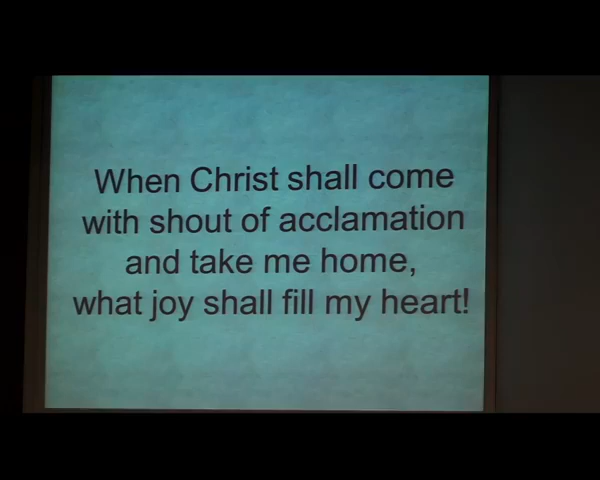 When Christ shall come
with shout of acclamation
and take me home,
what joy shall fill my heart!